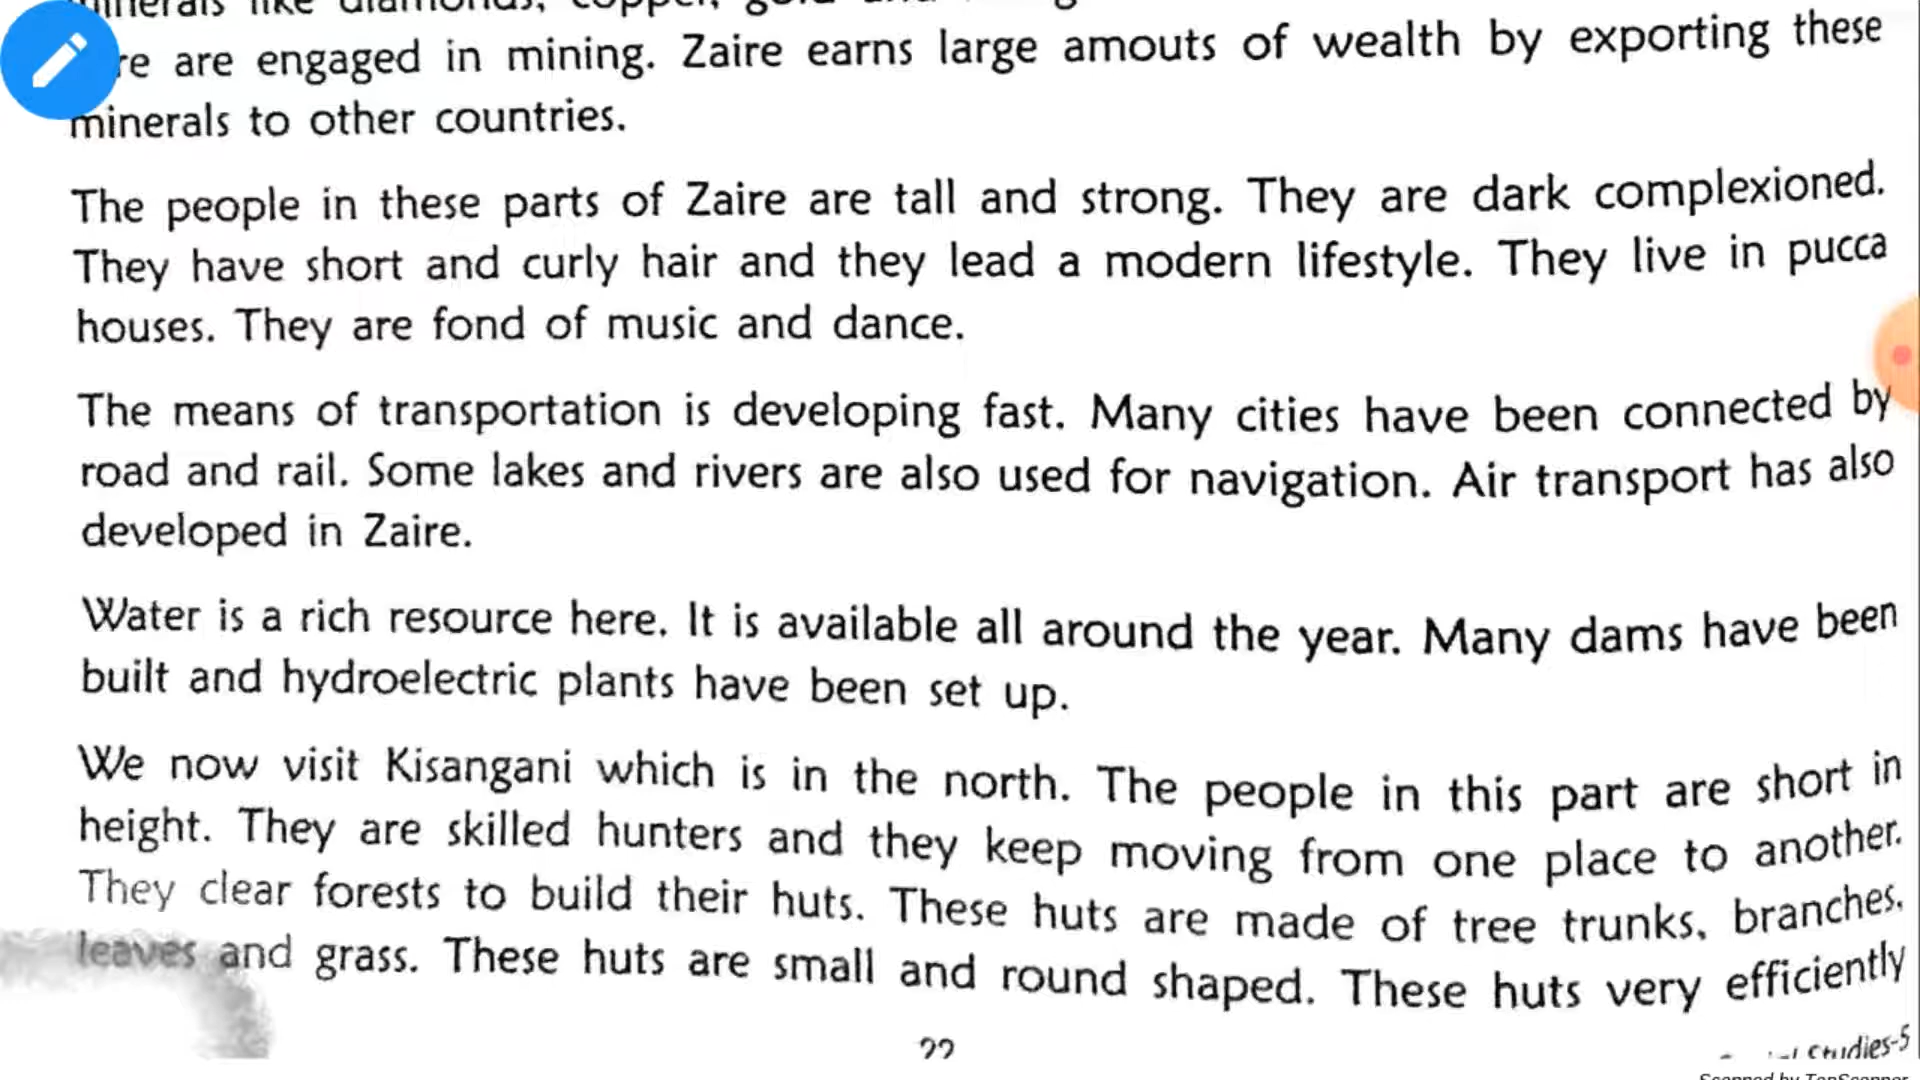 minerals like diamonds, copper, gold and
are engaged in mining. Zaire earns large amouts of wealth by exporting these
minerals to other countries.
The people in these parts of Zaire are tall and strong. They are dark complexioned.
They have short and curly hair and they lead a modern lifestyle. They live in pucca
houses. They are fond of music and dance.
The means of transportation is developing fast. Many cities have been connected by
road and rail. Some lakes and rivers are also used for navigation. Air transport has also
developed in Zaire.
Water is a rich resource here. It is available all around the year. Many dams have been
built and hydroelectric plants have been set up.
We now visit Kisangani which is in the north. The people in this part are short in
height. They are skilled hunters and they keep moving from one place to another.
They clear forests to build their huts. These huts are made of tree trunks, branches,
leaves and grass. These huts are small and round shaped. These huts very efficiently
22
Studies-5
Scanned by TapScanner